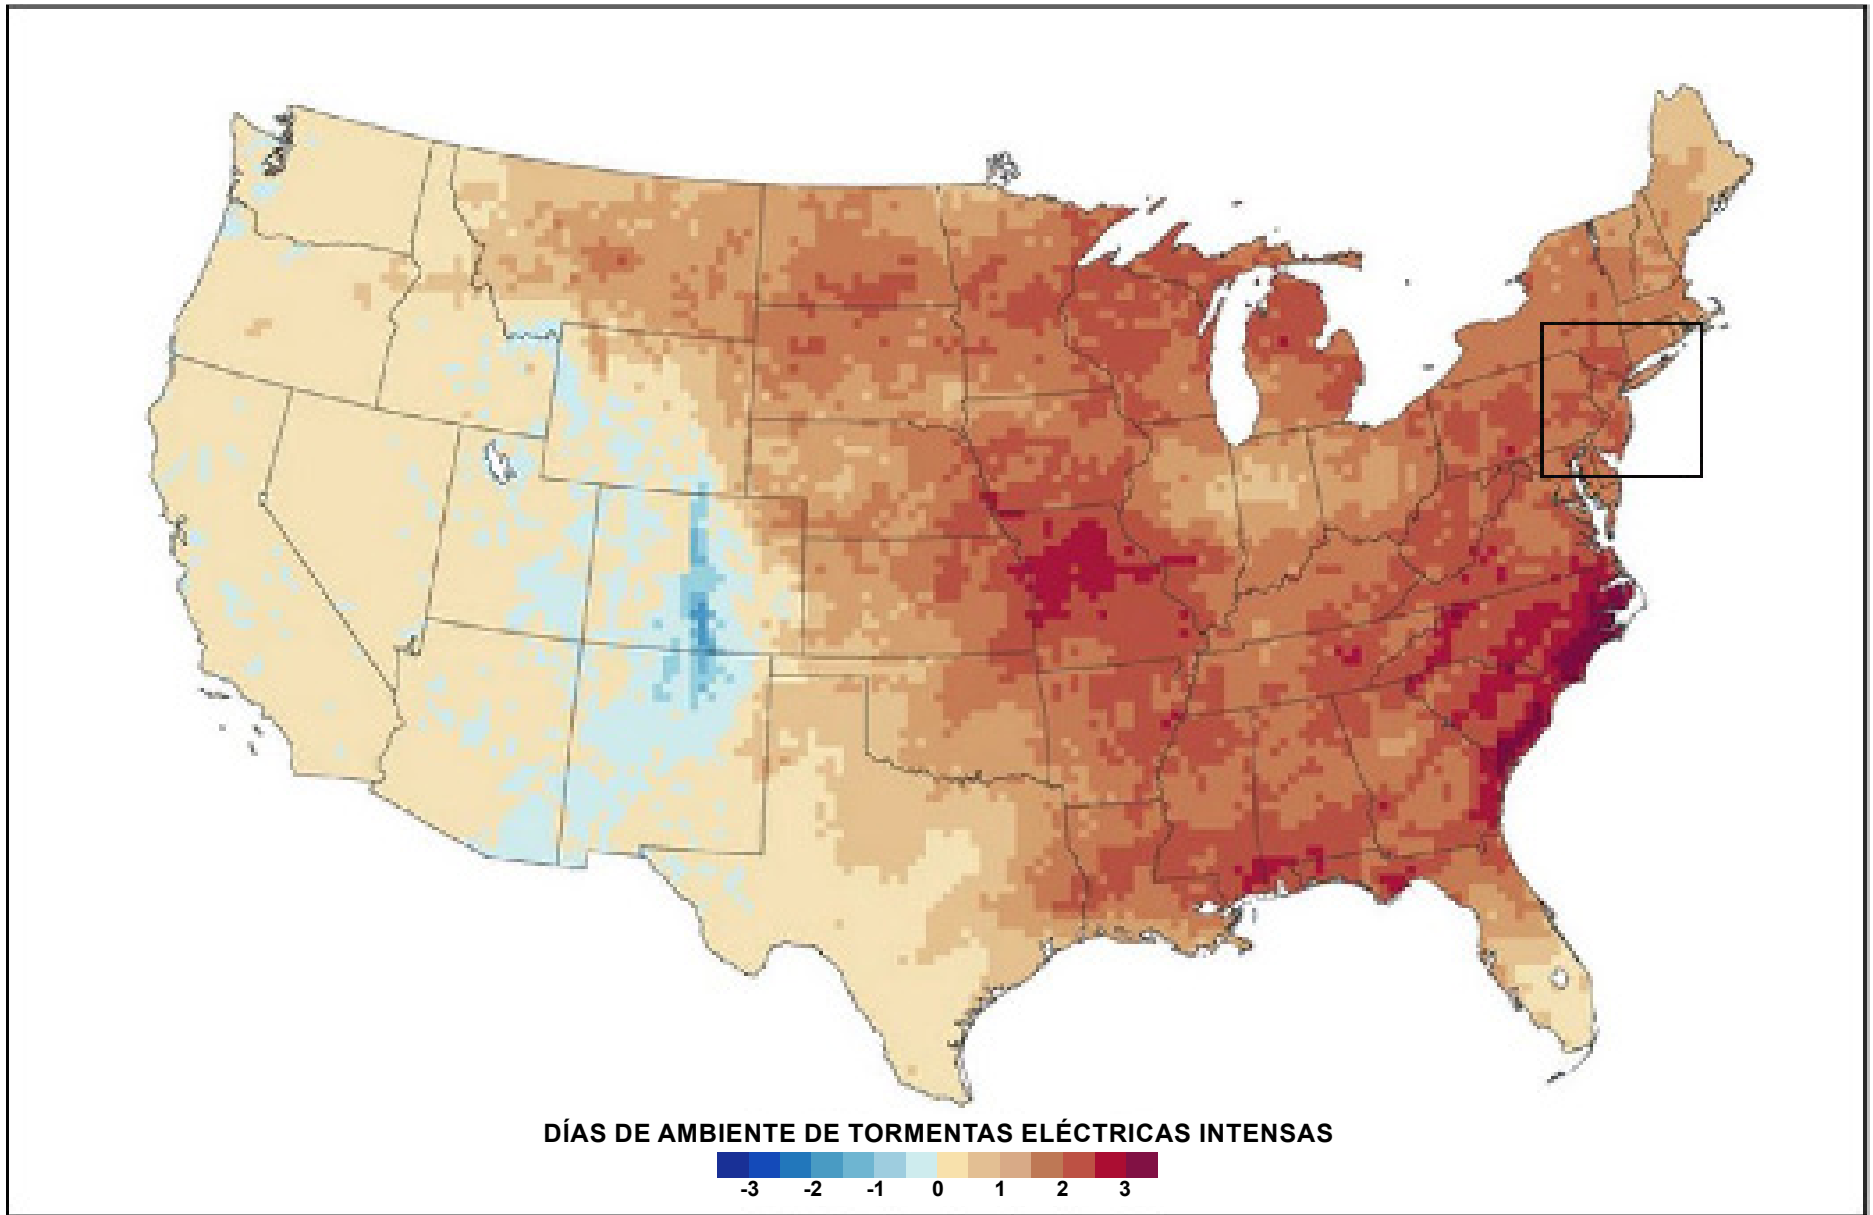 DÍAS DE AMBIENTE DE TORMENTAS ELÉCTRICAS INTENSAS
-3 -2 -1 0 1 2 3